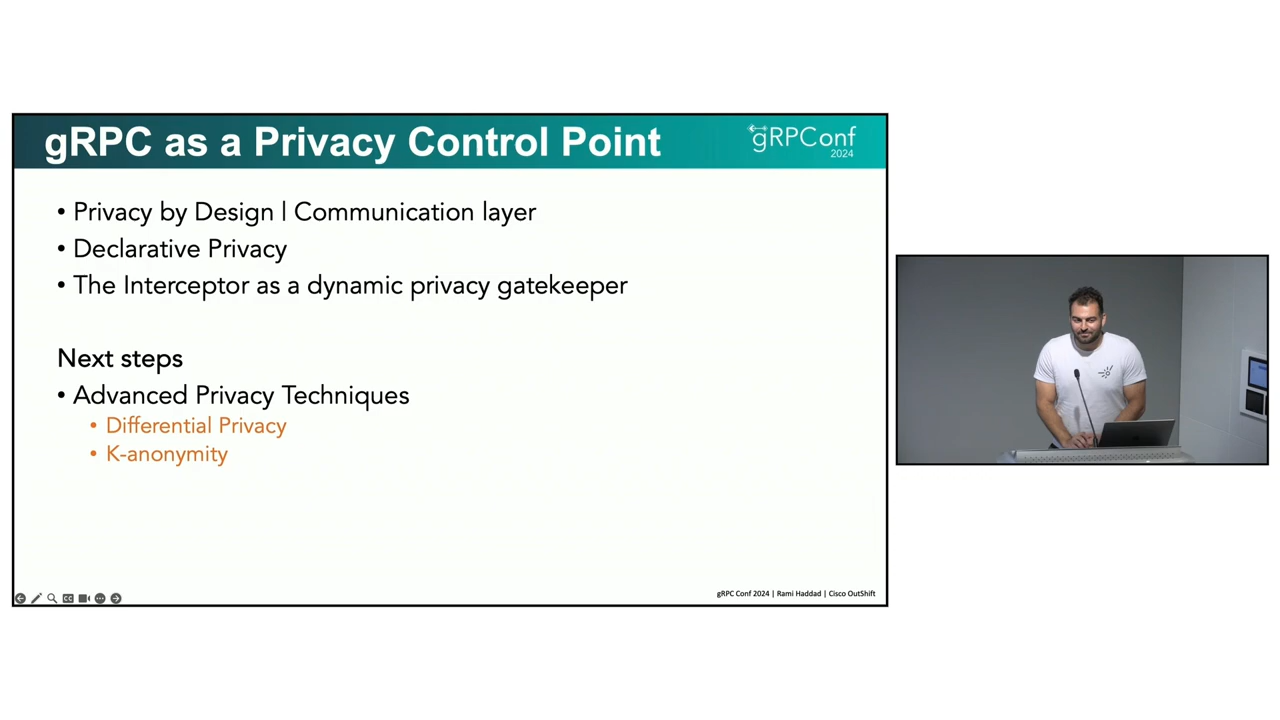 gRPC as a Privacy Control Point
gRPConf
2024
• Privacy by Design | Communication layer
• Declarative Privacy
• The Interceptor as a dynamic privacy gatekeeper
Next steps
• Advanced Privacy Techniques
• Differential Privacy
• K-anonymity
CC
gRPC Conf 2024 | Rami Haddad | Cisco OutShift